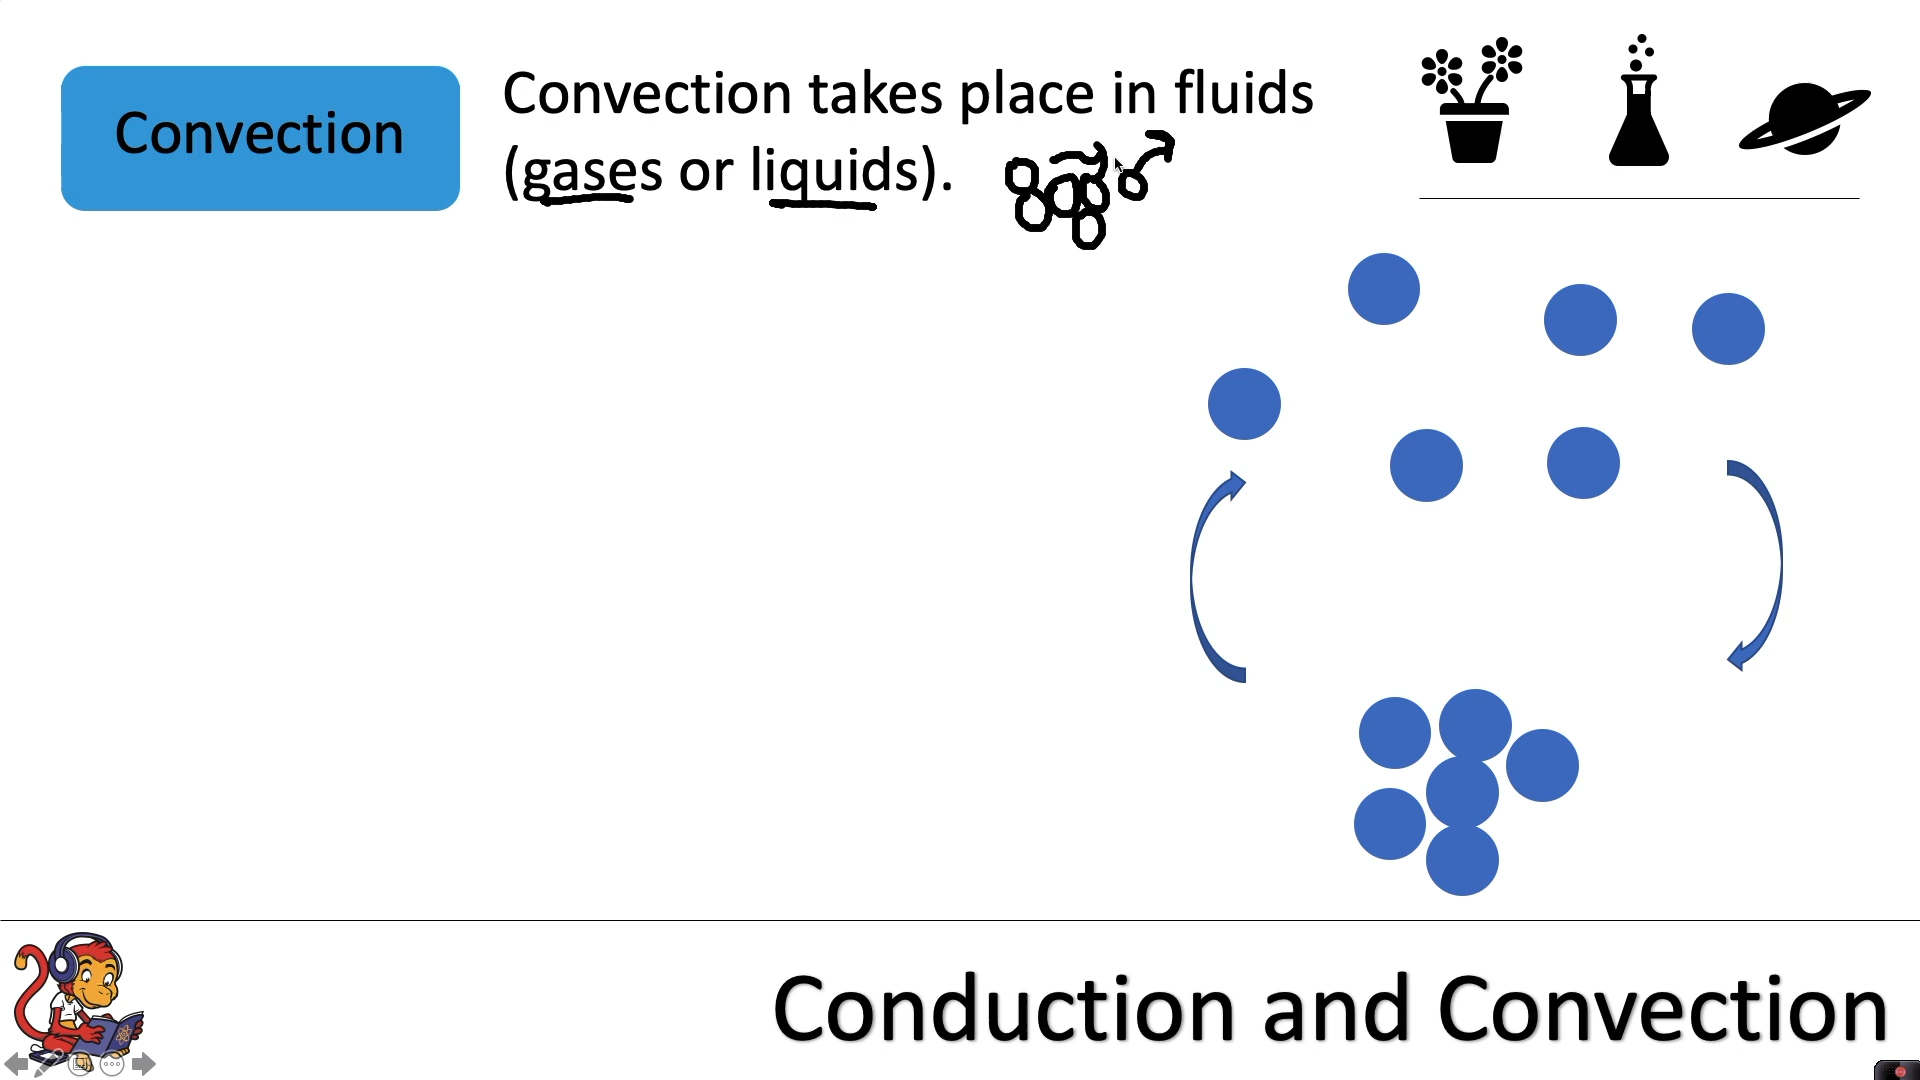 Convection
Convection takes place in fluids
(gases or liquids).
Conduction and Convection